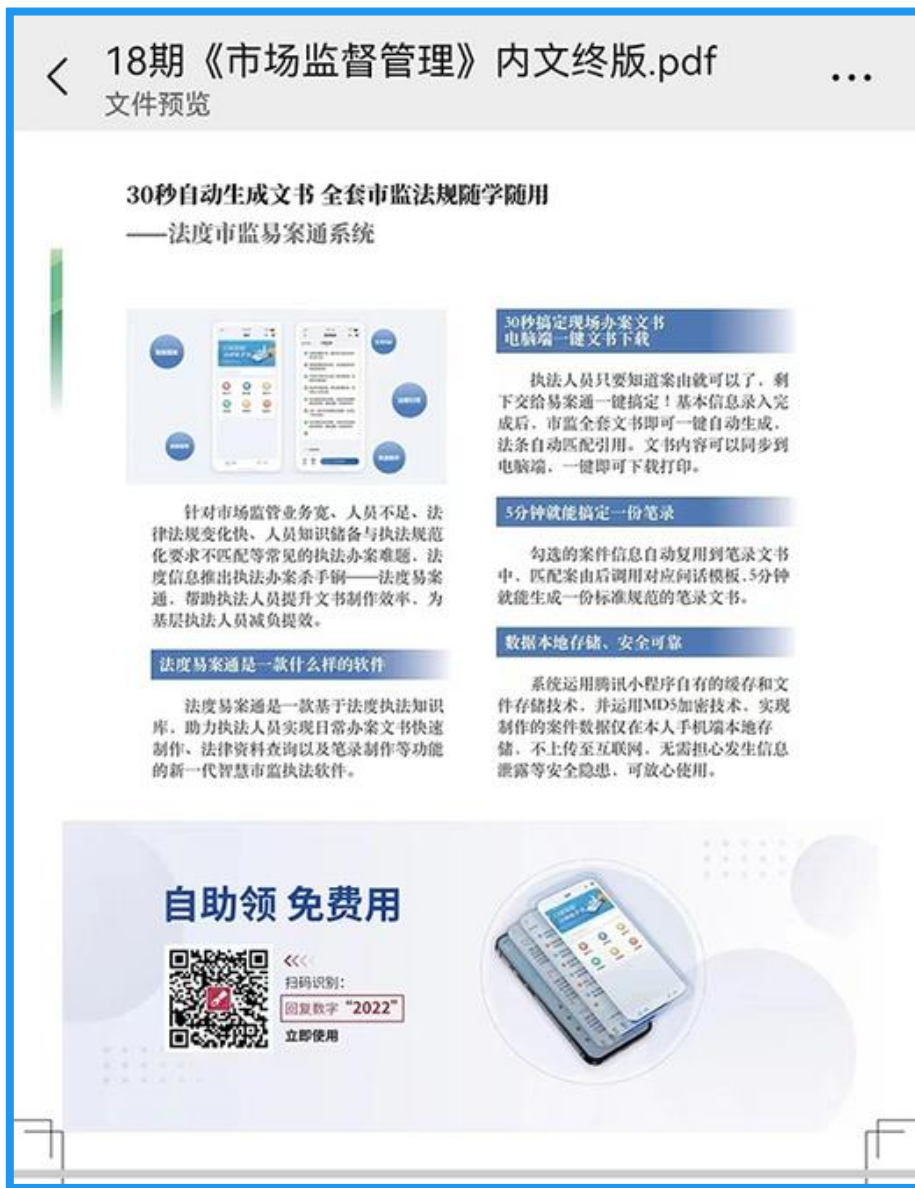 18期《市场监督管理》内文终版.pdf
文件预览
30秒自动生成文书 全套市监法规随学随用
——法度市监易案通系统
针对市场监管业务宽、人员不足、法
律法规变化快、人员知识储备与执法规范
化要求不匹配等常见的执法办案难题,法
度信息推出执法办案杀手锏——法度易案
通,帮助执法人员提升文书制作效率,为
基层执法人员减负提效。
法度易案通是一款什么样的软件
法度易案通是一款基于法度执法知识
库,助力执法人员实现日常办案文书快速
制作、法律资料查询以及笔录制作等功能
的新一代智慧市监执法软件。
30秒搞定现场办案文书
电脑端一键文书下载
执法人员只要知道案由就可以了,剩
下交给易案通一键搞定!基本信息录入完
成后,市监全套文书即可一键自动生成,
法条自动匹配引用。文书内容可以同步到
电脑端,一键即可下载打印。
5分钟就能搞定一份笔录
勾选的案件信息自动复用到笔录文书
中,匹配案由后调用对应问话模板,5分钟
就能生成一份标准规范的笔录文书。
数据本地存储、安全可靠
系统运用腾讯小程序自有的缓存和文
件存储技术,并运用MD5加密技术,实现
制作的案件数据仅在本人手机端本地存
储,不上传至互联网,无需担心发生信息
泄露等安全隐患,可放心使用。
自助领 免费用
扫码识别:
回复数字“2022”
立即使用